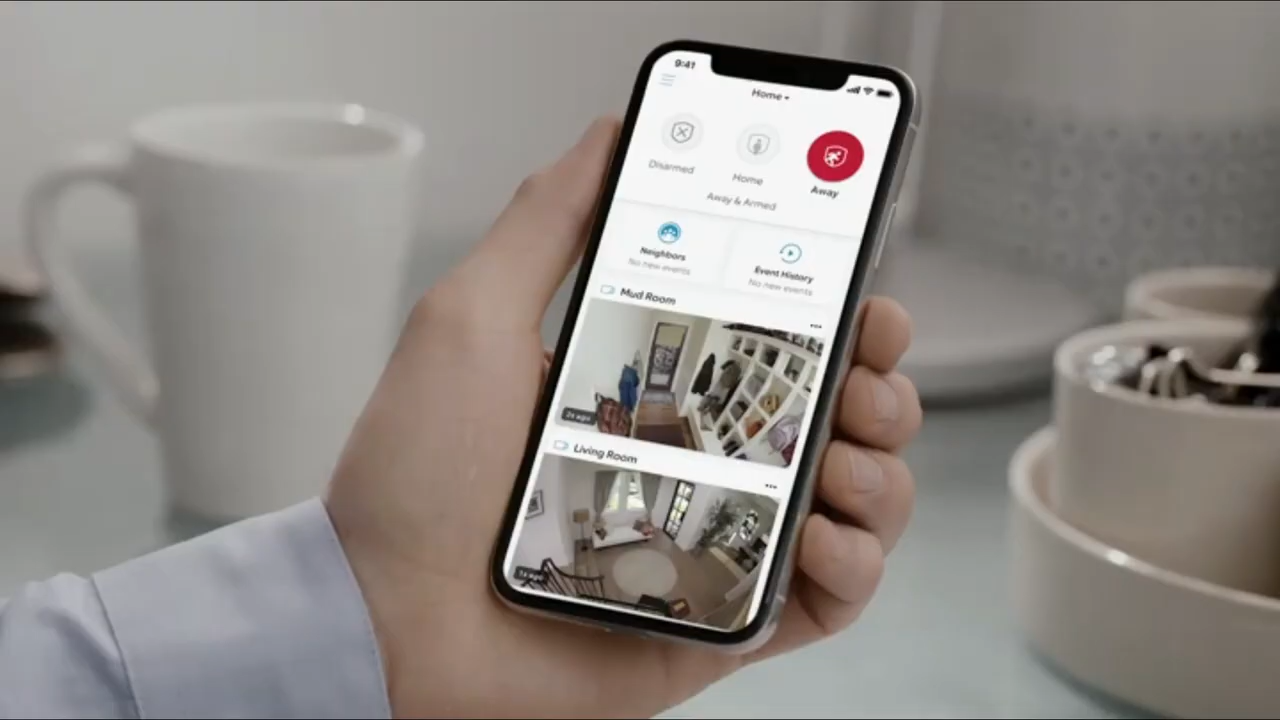 9:41
Home
Disarmed
Home
Away
Away & Armed
Neighbors
No new events
Event History
No new events
Mud Room
2s ago
Living Room
1s ago